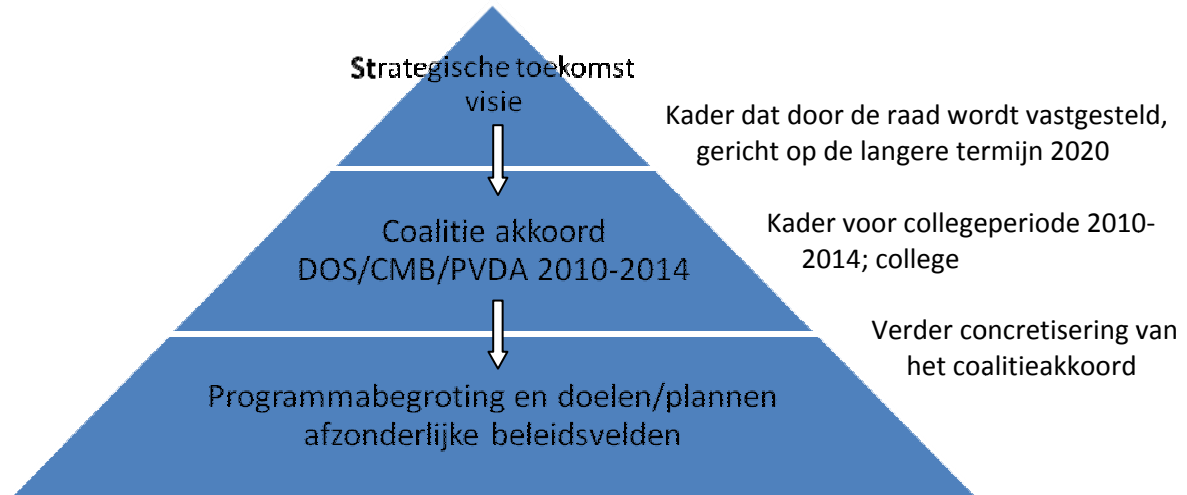 Strategische toekomst
visie
Kader dat door de raad wordt vastgesteld,
gericht op de langere termijn 2020
Coalitie akkoord
DOS/CMB/PVDA 2010-2014
Kader voor collegeperiode 2010-
2014; college
Programmabegroting en doelen/plannen
afzonderlijke beleidsvelden
Verder concretisering van
het coalitieakkoord